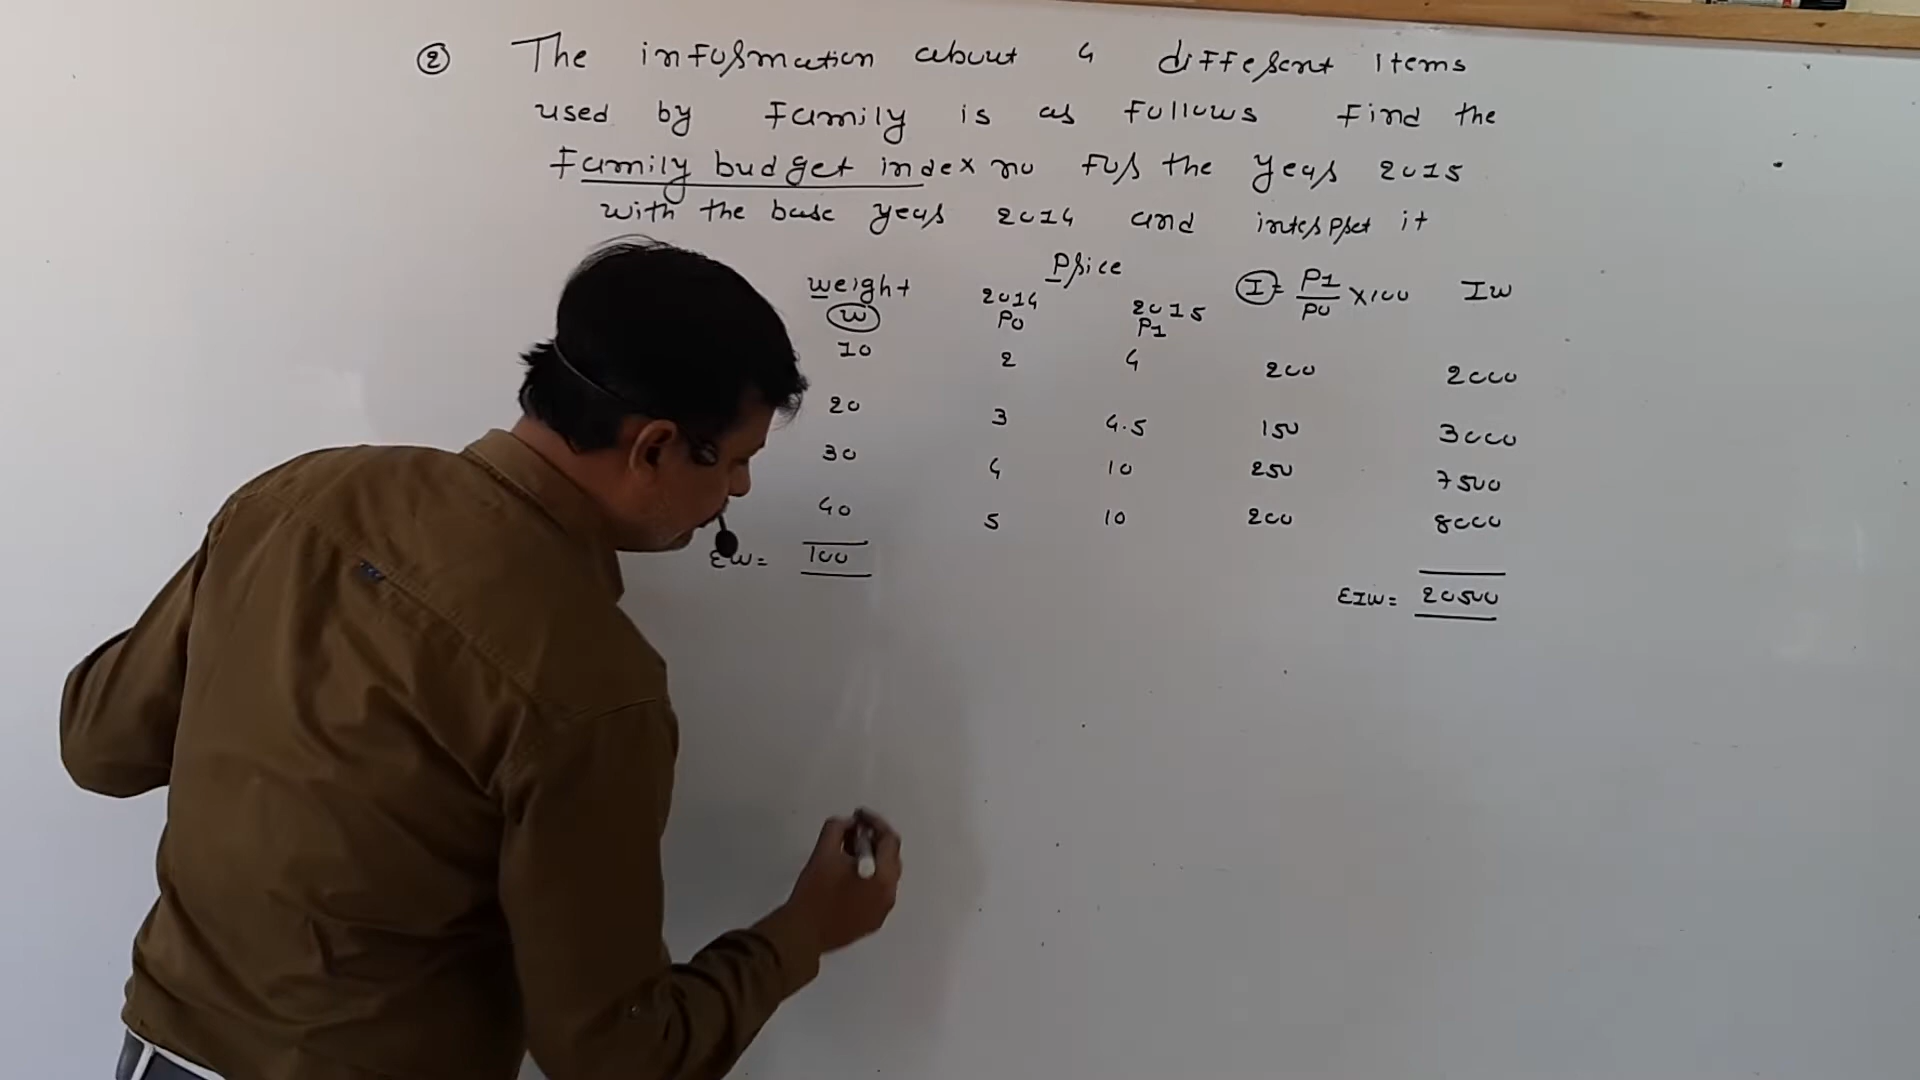 ② The information about 4 different items
used by family is as follows Find the
Family budget index no for the year 2015
with the base year 2014 and interpret it
weight Price
W 2014 2015 I = P1/P0 ×100 IW
P0 P1
10 2 4 200 2000
20 3 4.5 150 3000
30 4 10 250 7500
40 5 10 200 8000
ΣW= 100
ΣIW= 20500